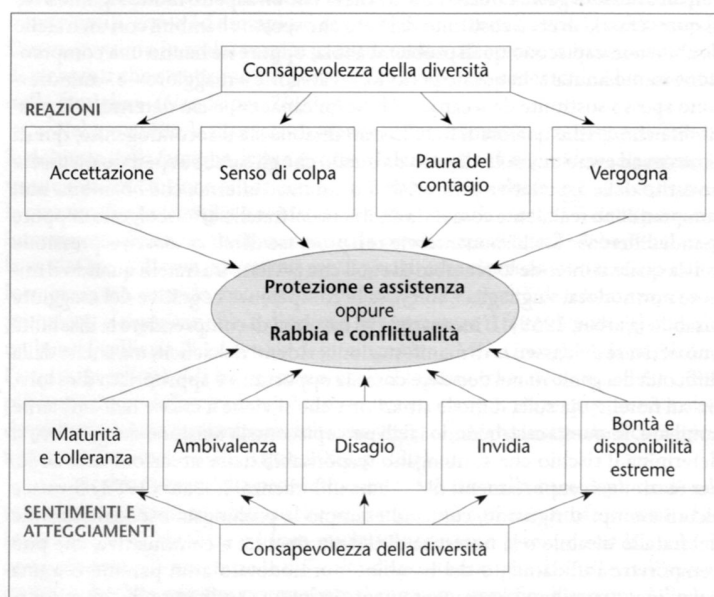 Consapevolezza della diversità
REAZIONI
Accettazione
Senso di colpa
Paura del
contagio
Vergogna
Protezione e assistenza
oppure
Rabbia e conflittualità
Maturità
e tolleranza
Ambivalenza
Disagio
Invidia
Bontà e
disponibilità
estreme
SENTIMENTI E
ATTEGGIAMENTI
Consapevolezza della diversità